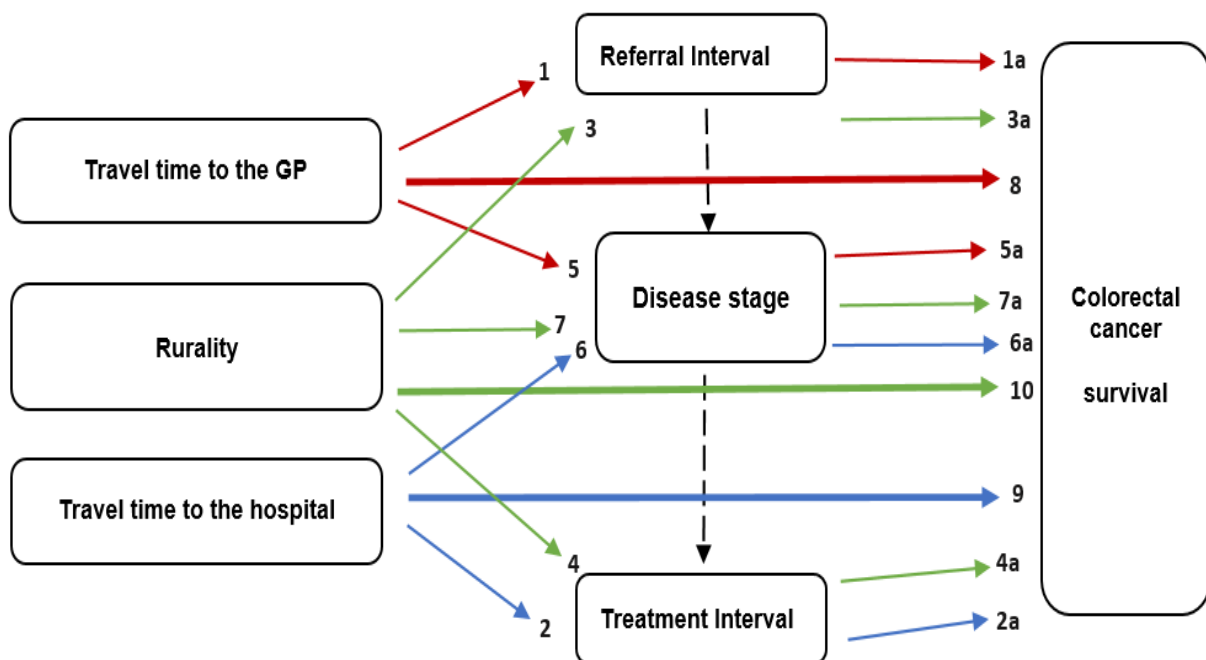 Referral Interval
1
1a
3
3a
Travel time to the GP
8
5
5a
Disease stage
7a
Colorectal
cancer
survival
Rurality
7
6
6a
10
Travel time to the hospital
9
4
4a
Treatment Interval
2
2a